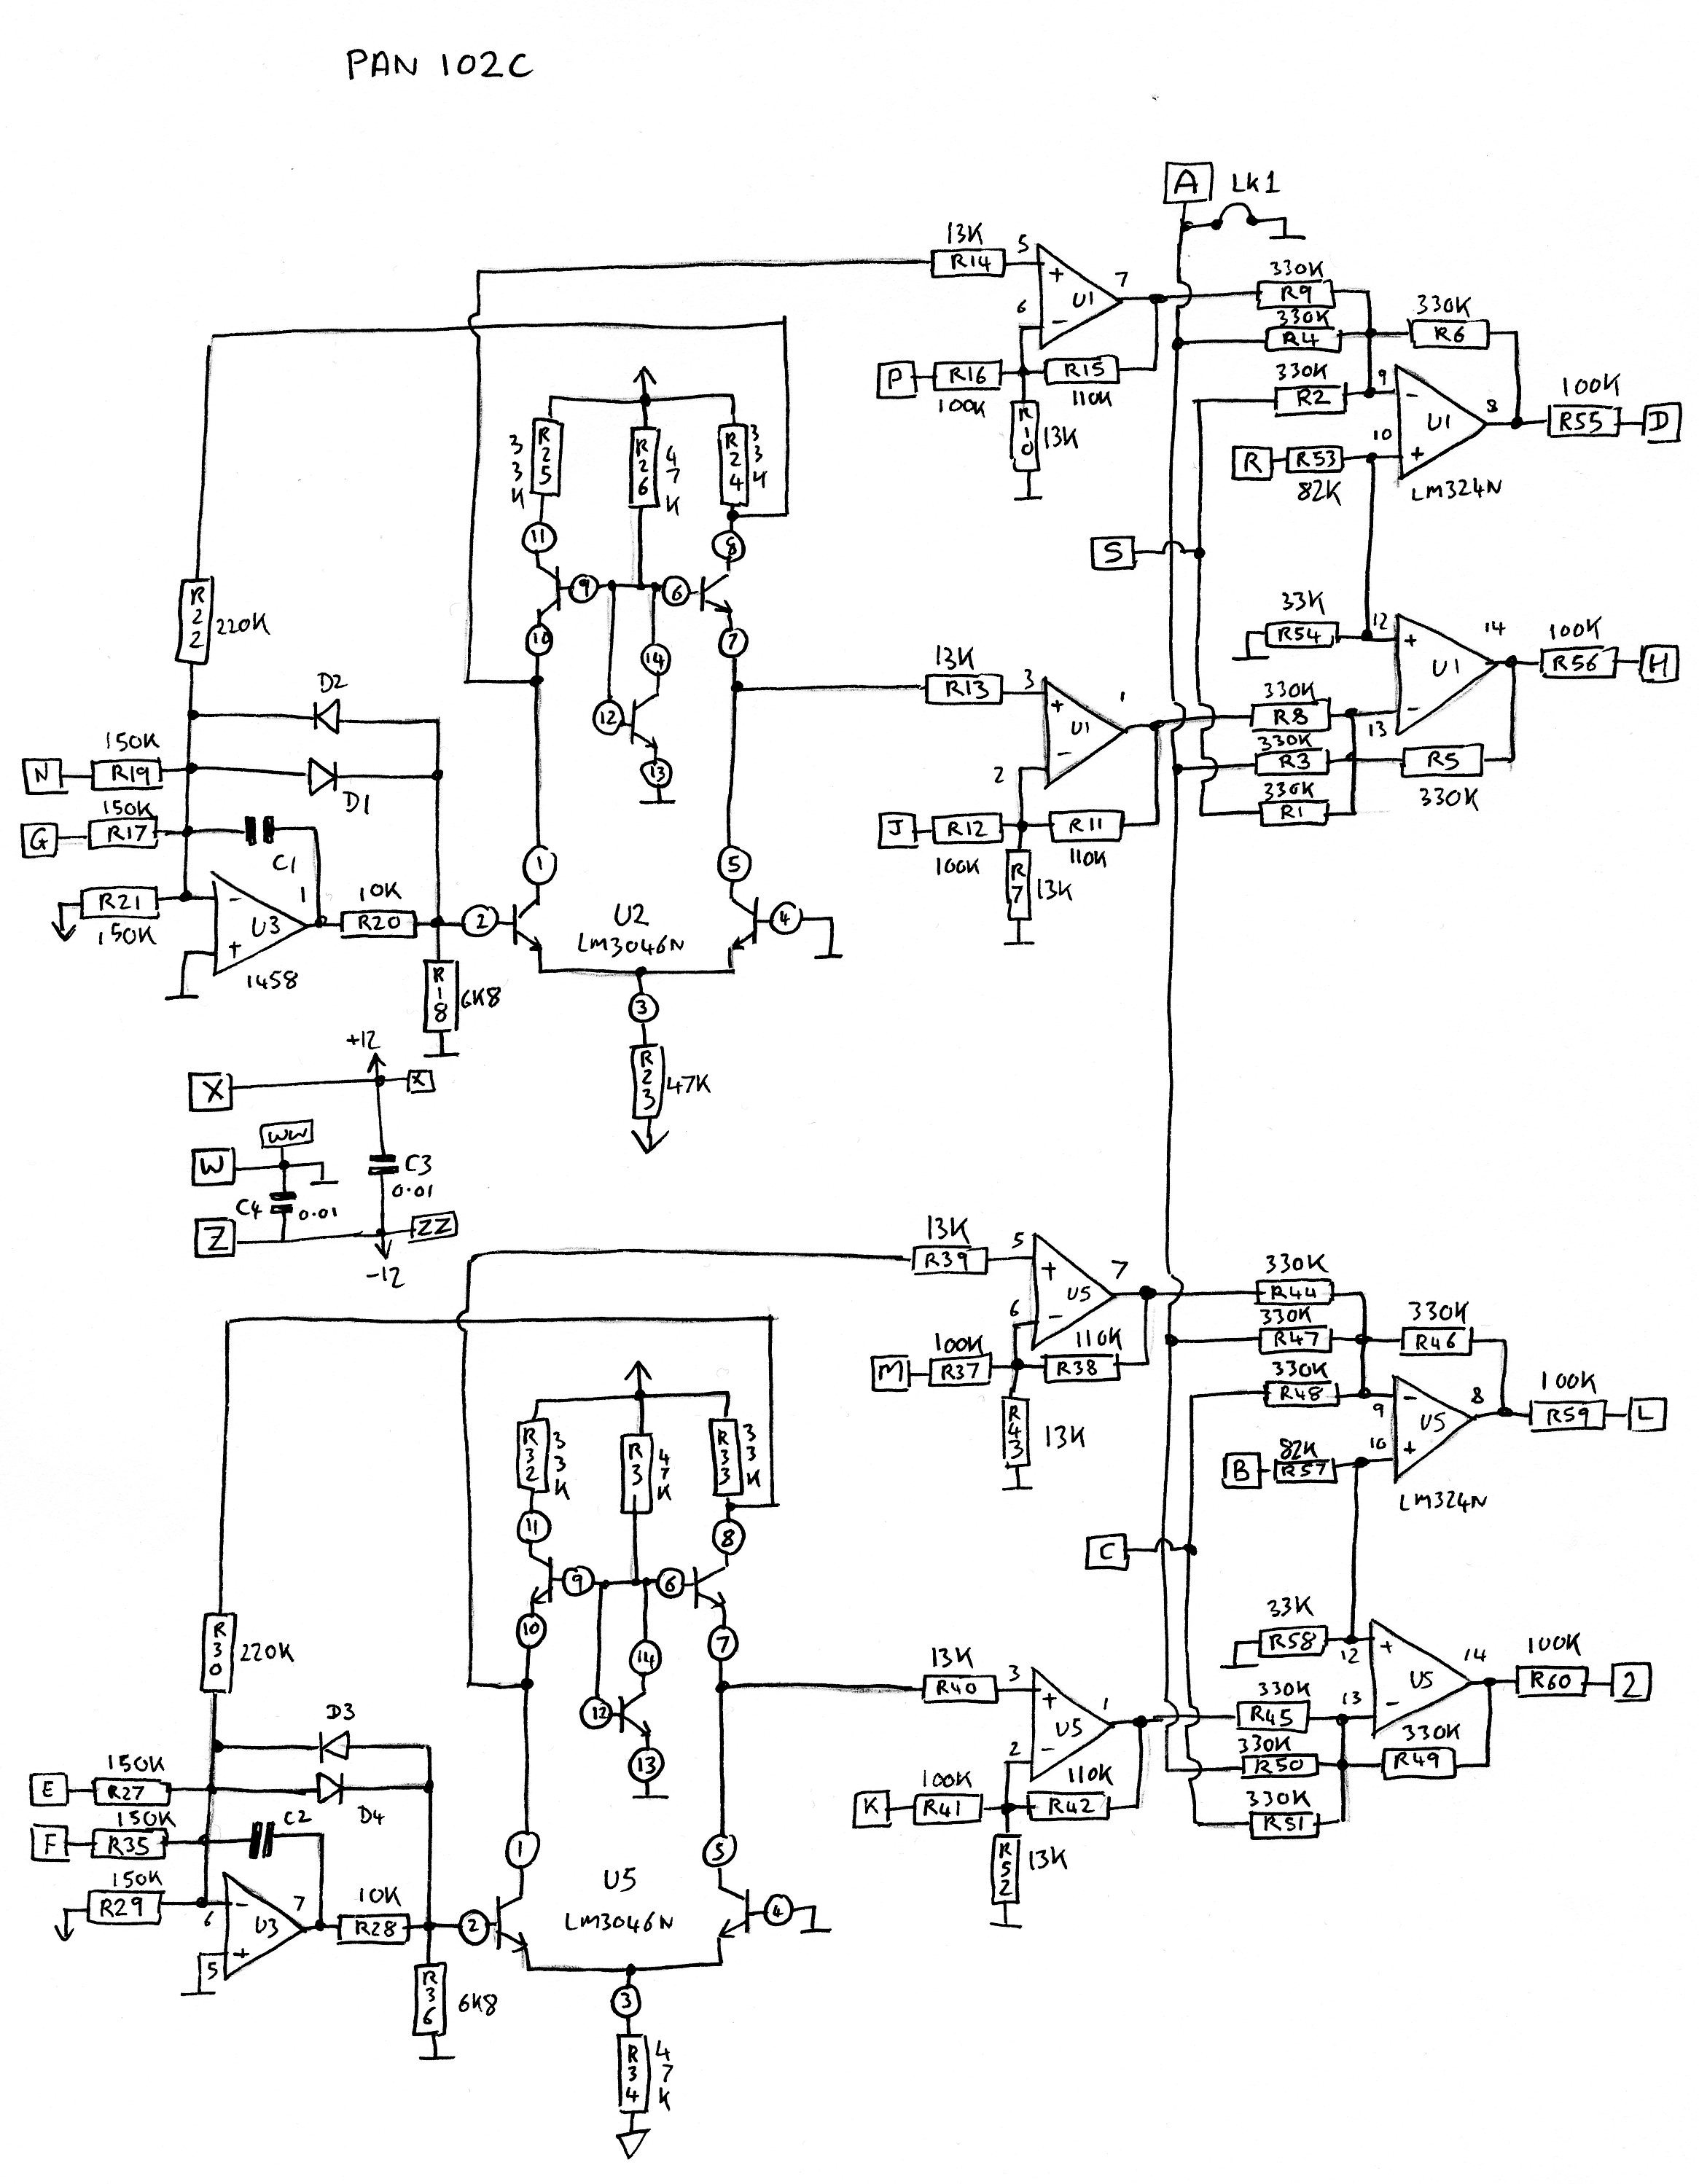 PAN 102C
A
LK1
13K
R14
5
+
6
-
U1
7
330K
R9
330K
R4
330K
R6
P
R16
100K
R15
110K
R10
13K
330K
R2
9
-
10
+
U1
8
100K
R55
D
R
R53
82K
LM324N
R25
33K
R26
47K
R24
33K
11
8
S
9
6
10
7
14
12
13
R22
220K
33K
R54
12
+
U1
14
100K
R56
H
13K
R13
3
+
U1
1
2
-
330K
R8
-
13
330K
R3
R5
330K
330K
R1
D2
150K
N
R19
D1
150K
G
R17
C1
J
R12
100K
R11
110K
R7
13K
R21
150K
-
U3
+
1
1458
10K
R20
2
1
5
4
U2
LM3046N
R18
6K8
3
R23
47K
+12
X
X
WW
W
C3
0.01
C4
0.01
Z
ZZ
-12
13K
R39
5
+
6
-
U5
7
330K
R44
330K
R47
330K
R46
100K
M
R37
110K
R38
R43
13K
330K
R48
9
-
10
+
U5
8
100K
R59
L
82K
B
R57
LM324N
R32
33K
R3
47K
R33
33K
11
8
C
9
6
10
7
14
12
13
R30
220K
33K
R58
12
+
U5
14
100K
R60
2
13K
R40
3
+
U5
1
2
-
330K
R45
13
-
330K
R50
330K
R49
330K
R51
D3
150K
E
R27
D4
150K
F
R35
C2
100K
K
R41
110K
R42
R52
13K
150K
R29
6
-
U3
7
5
+
10K
R28
2
1
5
4
U5
LM3046N
R36
6K8
3
R34
47K